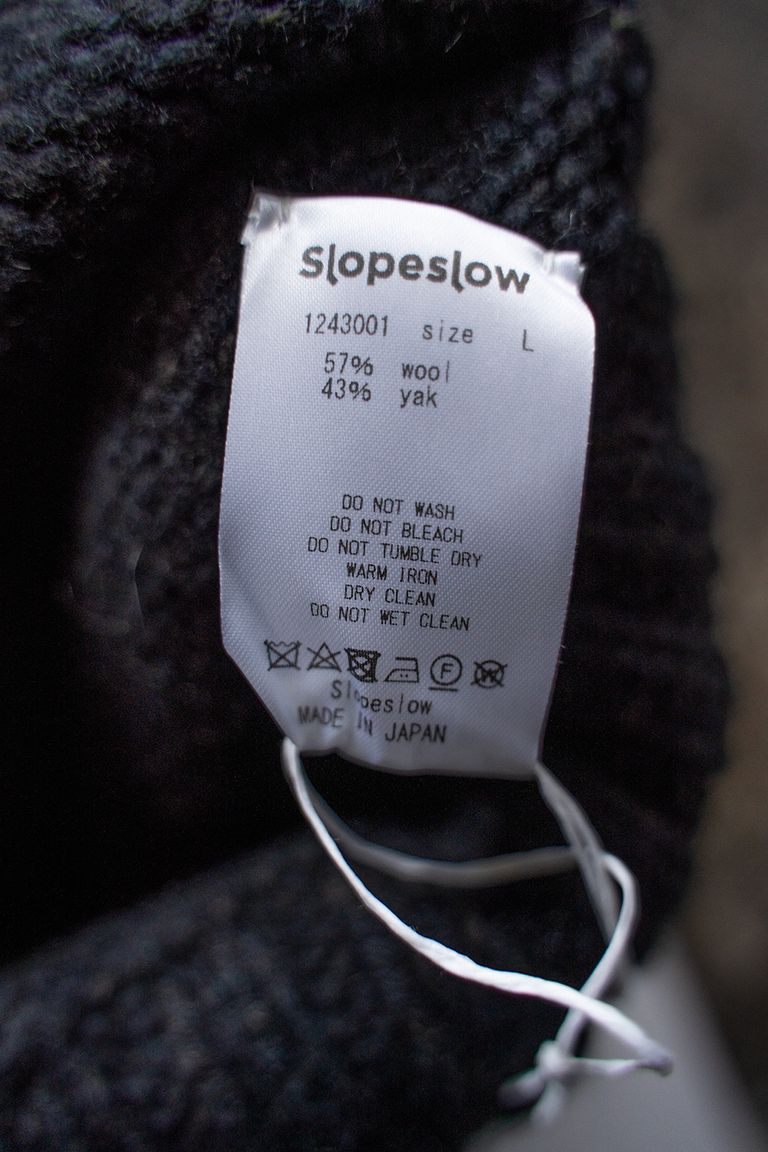 Slopeslow
1243001 size L
57% wool
43% yak
DO NOT WASH
DO NOT BLEACH
DO NOT TUMBLE DRY
WARM IRON
DRY CLEAN
DO NOT WET CLEAN
F W
Slopeslow
MADE IN JAPAN